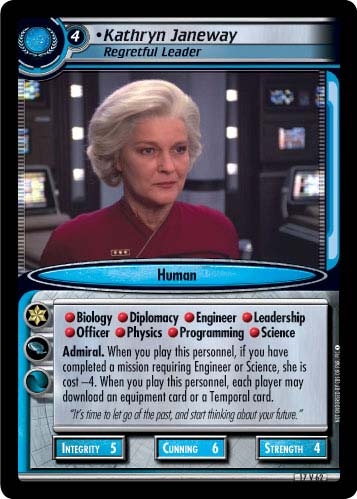 4
•Kathryn Janeway
Regretful Leader
Human
•Biology •Diplomacy •Engineer •Leadership
•Officer •Physics •Programming •Science
Admiral. When you play this personnel, if you have
completed a mission requiring Engineer or Science, she is
cost –4. When you play this personnel, each player may
download an equipment card or a Temporal card.
"It's time to let go of the past, and start thinking about your future."
INTEGRITY 5 CUNNING 6 STRENGTH 4
17 V 62